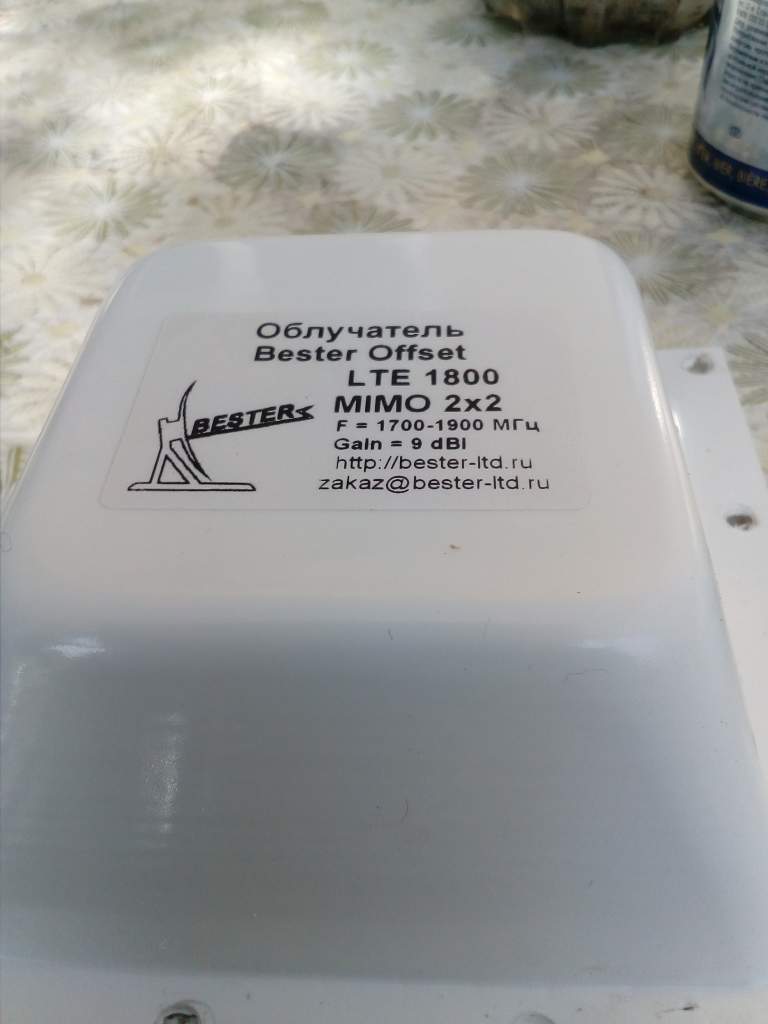 Облучатель
Bester Offset
LTE 1800
MIMO 2x2
BESTER
F = 1700-1900 МГц
Gain = 9 dBi
http://bester-ltd.ru
zakaz@bester-ltd.ru